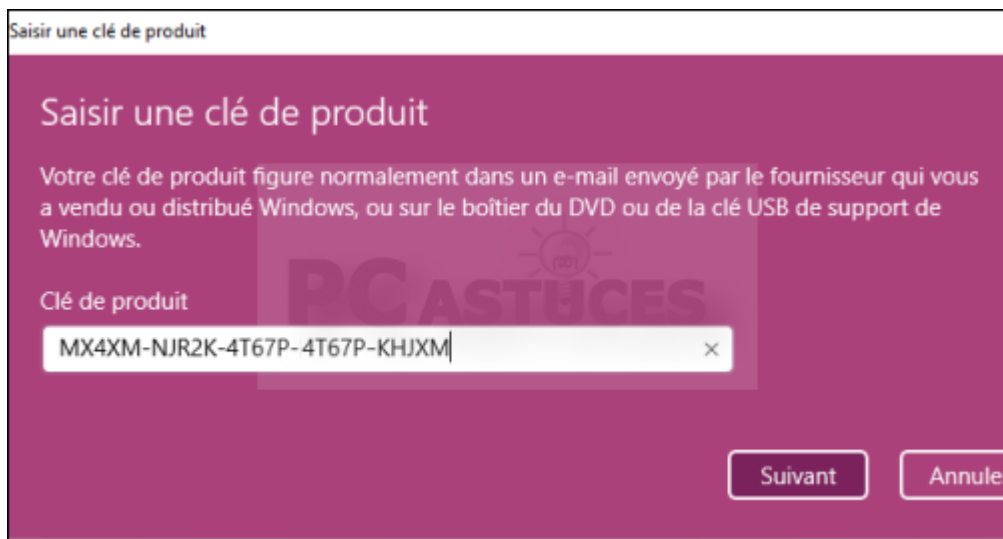 Saisir une clé de produit
Saisir une clé de produit
Votre clé de produit figure normalement dans un e-mail envoyé par le fournisseur qui vous
a vendu ou distribué Windows, ou sur le boîtier du DVD ou de la clé USB de support de
Windows.
PC ASTUCES
Clé de produit
MX4XM-NJR2K-4T67P-4T67P-KHJXM
Suivant
Annule